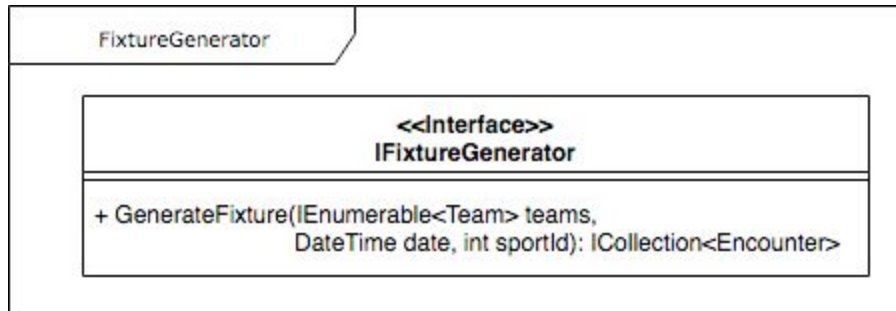 FixtureGenerator
<<Interface>>
IFixtureGenerator
+ GenerateFixture(IEnumerable<Team> teams,
DateTime date, int sportId): ICollection<Encounter>